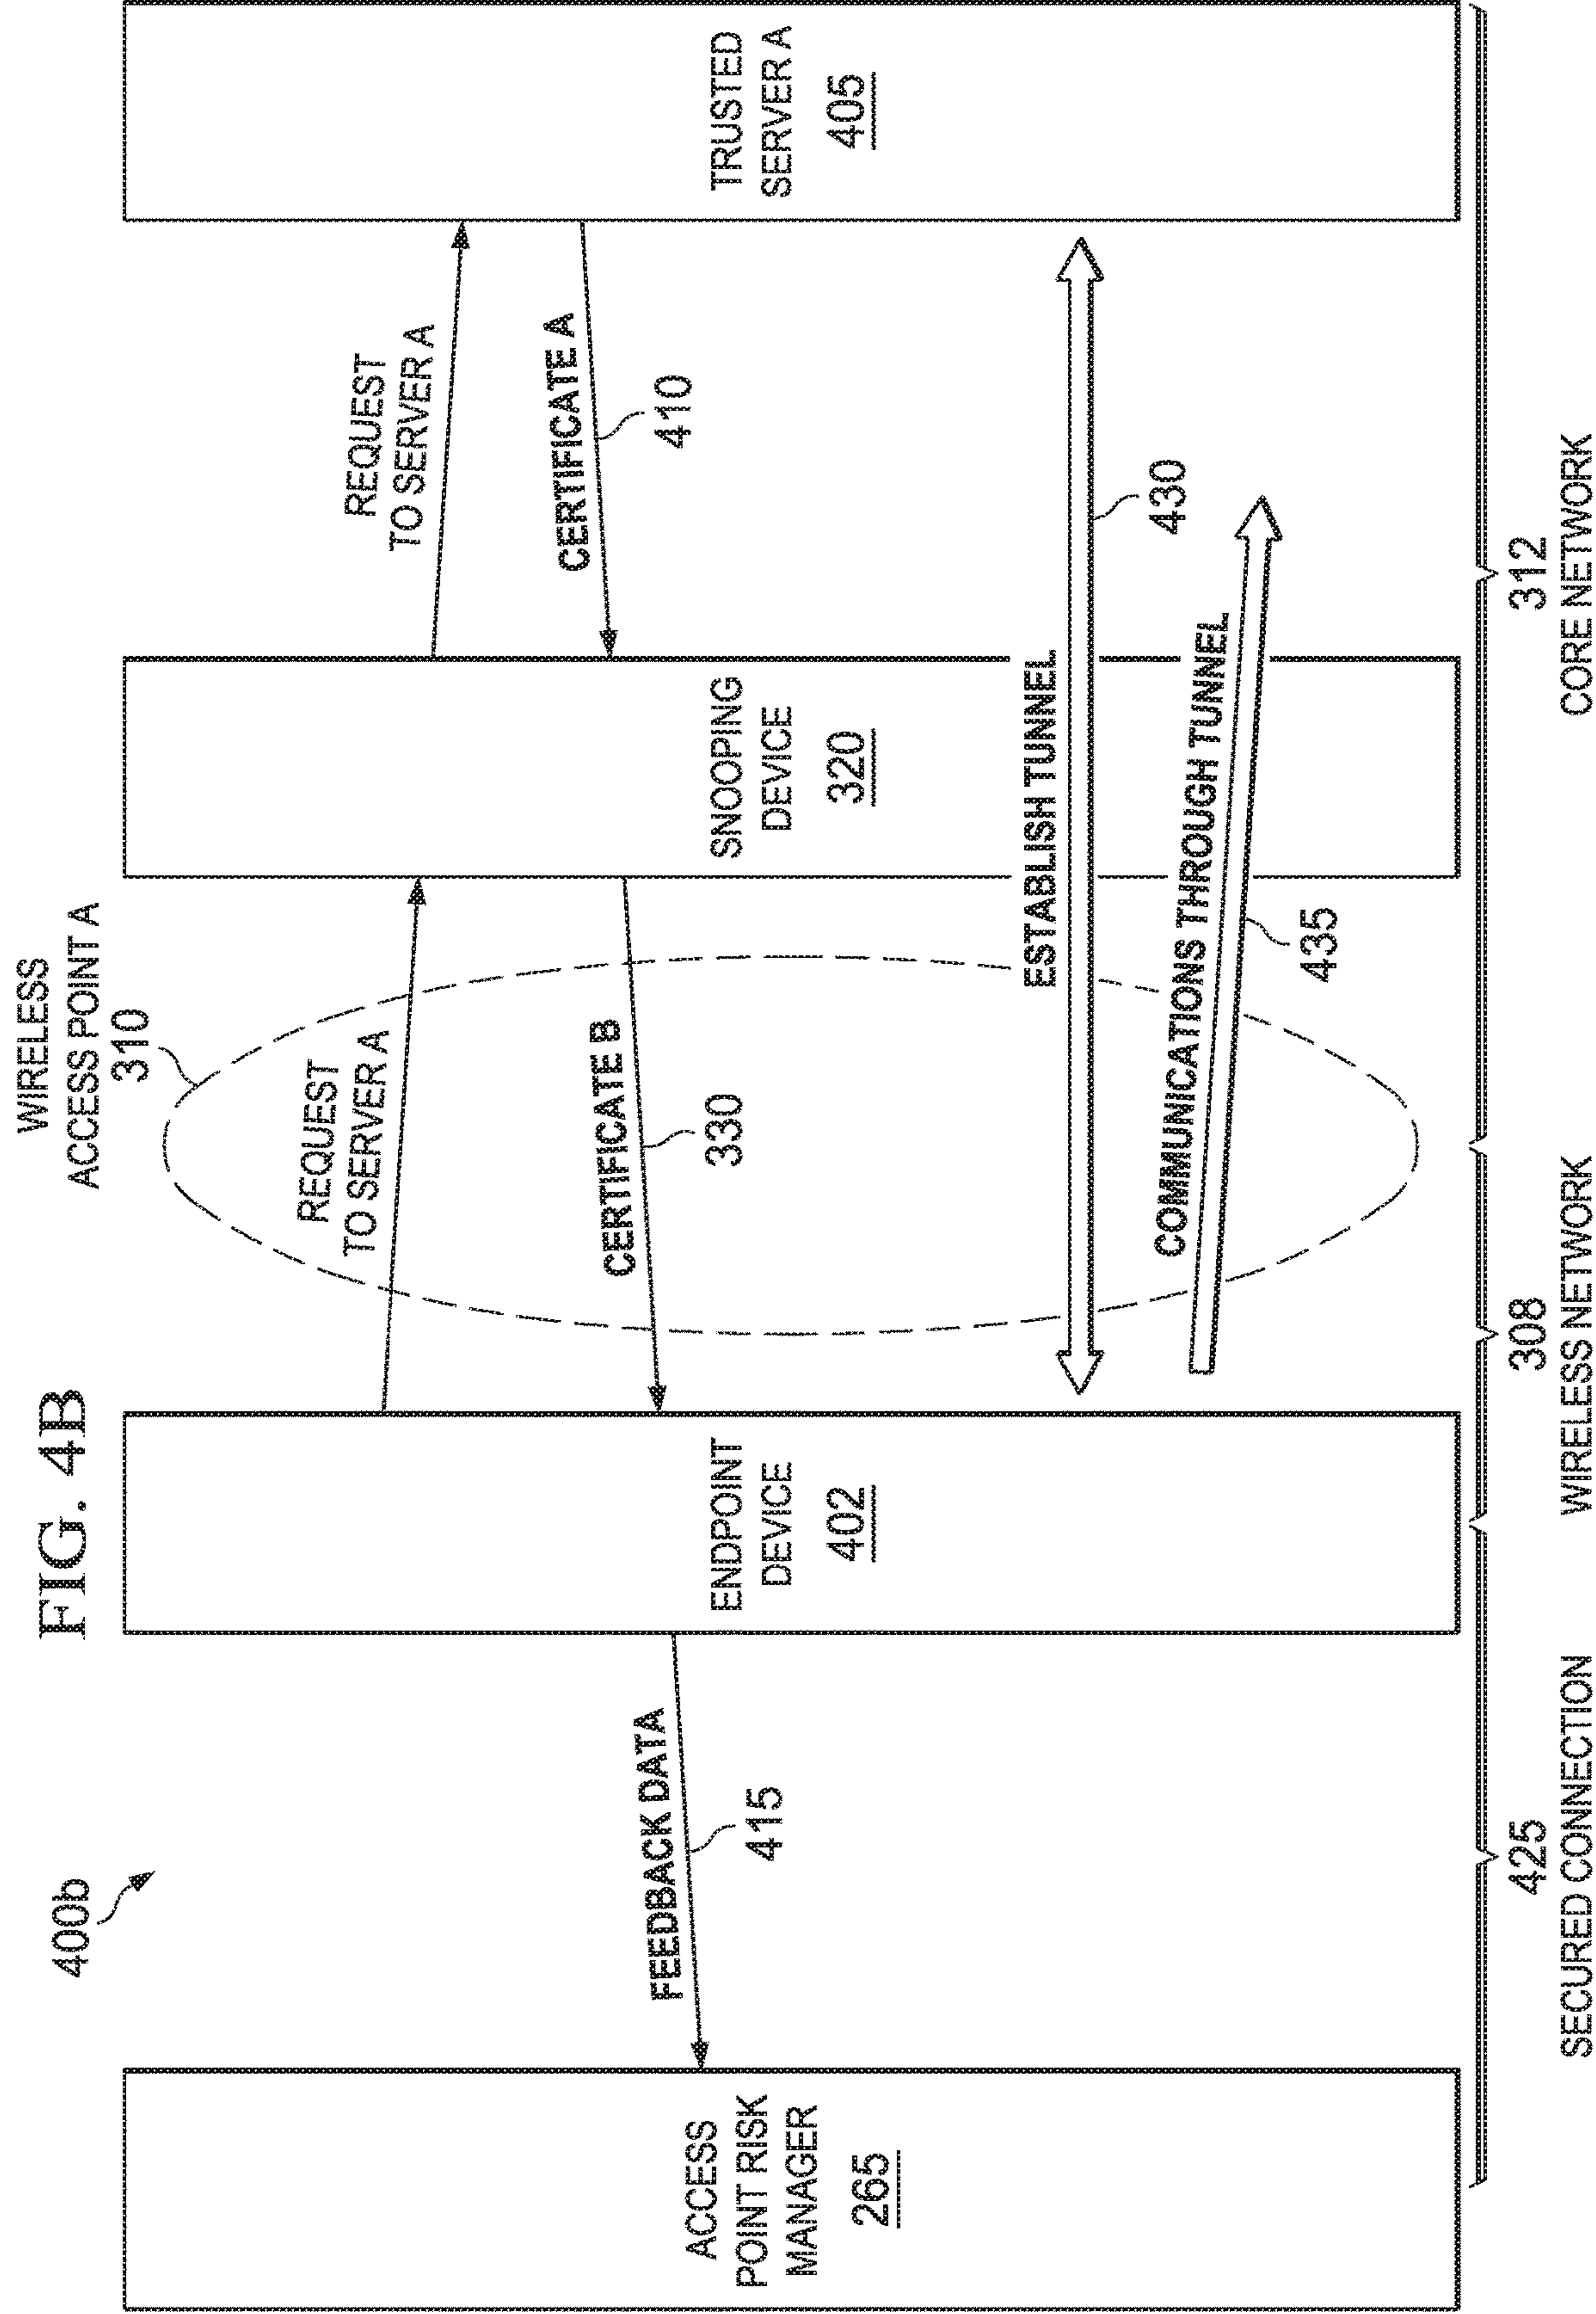 FIG. 4B
400b
WIRELESS
ACCESS POINT A
310
ACCESS
POINT RISK
MANAGER
265
FEEDBACK DATA
415
ENDPOINT
DEVICE
402
REQUEST
TO SERVER A
CERTIFICATE B
330
SNOOPING
DEVICE
320
REQUEST
TO SERVER A
CERTIFICATE A
410
TRUSTED
SERVER A
405
ESTABLISH TUNNEL
430
COMMUNICATIONS THROUGH TUNNEL
435
425
SECURED CONNECTION
308
WIRELESS NETWORK
312
CORE NETWORK